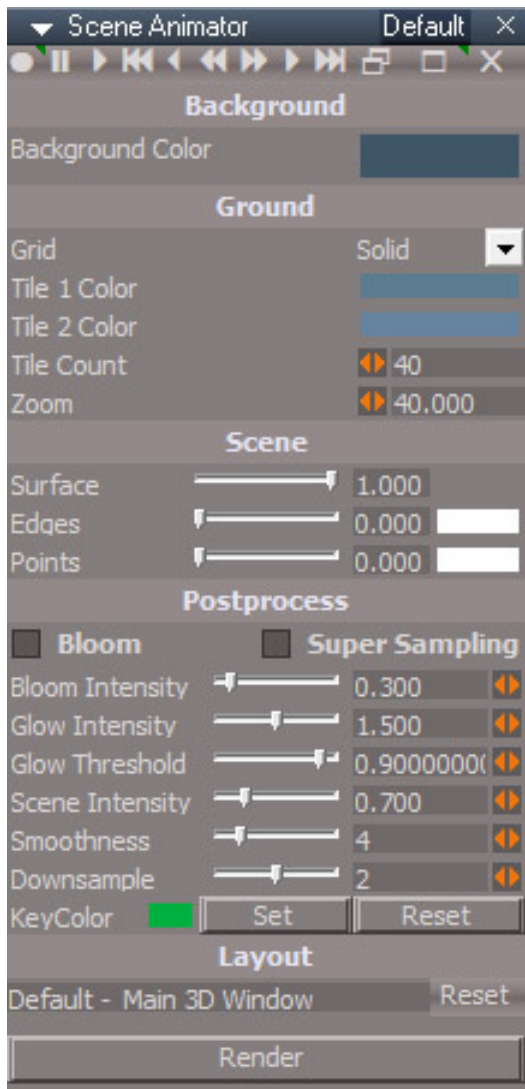 Scene Animator Default
Background
Background Color
Ground
Grid Solid
Tile 1 Color
Tile 2 Color
Tile Count 40
Zoom 40.000
Scene
Surface 1.000
Edges 0.000
Points 0.000
Postprocess
Bloom Super Sampling
Bloom Intensity 0.300
Glow Intensity 1.500
Glow Threshold 0.9000000(
Scene Intensity 0.700
Smoothness 4
Downsample 2
KeyColor Set Reset
Layout
Default - Main 3D Window Reset
Render